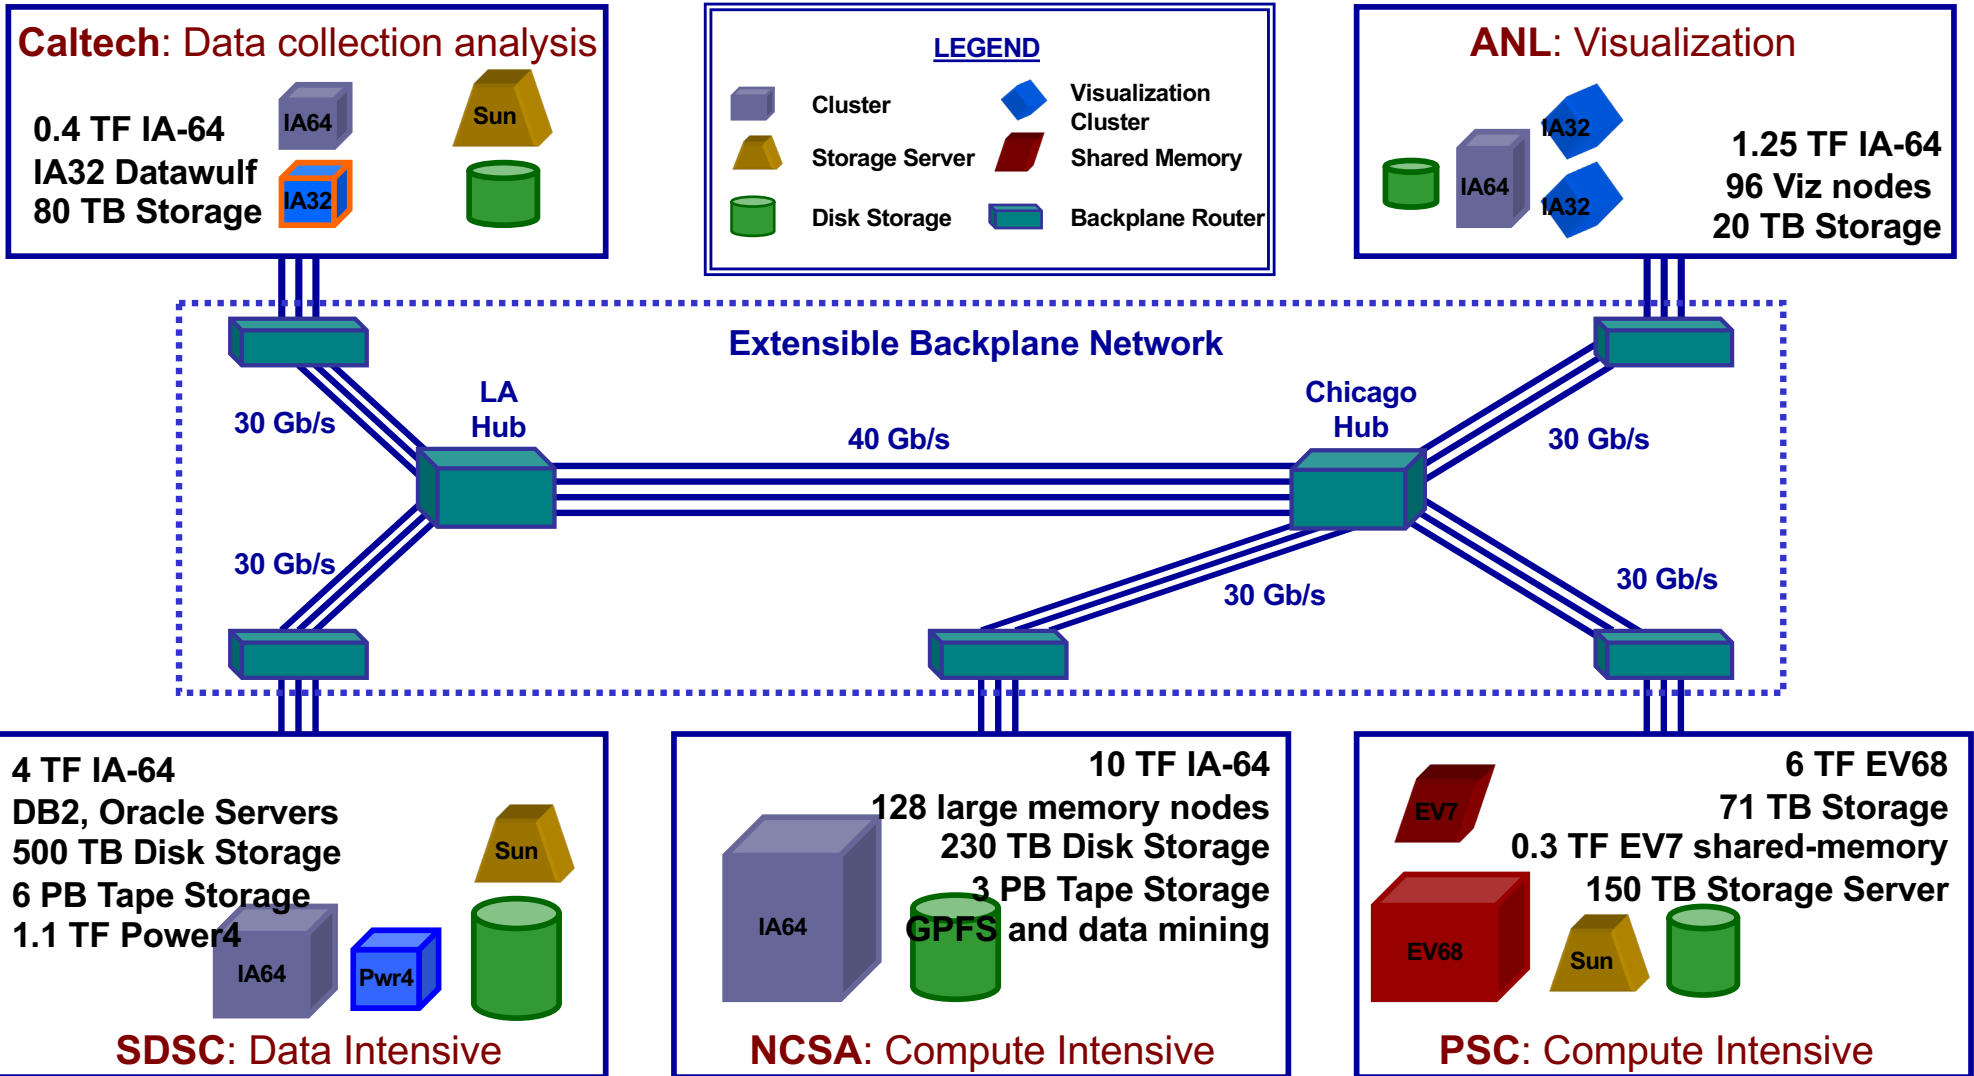 Caltech: Data collection analysis
0.4 TF IA-64
IA32 Datawulf
80 TB Storage
IA64
IA32
Sun
LEGEND
Cluster
Visualization
Cluster
Storage Server
Shared Memory
Disk Storage
Backplane Router
ANL: Visualization
IA64
IA32
IA32
1.25 TF IA-64
96 Viz nodes
20 TB Storage
Extensible Backplane Network
LA
Hub
Chicago
Hub
30 Gb/s
40 Gb/s
30 Gb/s
30 Gb/s
30 Gb/s
30 Gb/s
4 TF IA-64
DB2, Oracle Servers
500 TB Disk Storage
6 PB Tape Storage
1.1 TF Power4
Sun
IA64
Pwr4
SDSC: Data Intensive
10 TF IA-64
128 large memory nodes
230 TB Disk Storage
3 PB Tape Storage
GPFS and data mining
IA64
NCSA: Compute Intensive
6 TF EV68
71 TB Storage
0.3 TF EV7 shared-memory
150 TB Storage Server
EV7
EV68
Sun
PSC: Compute Intensive